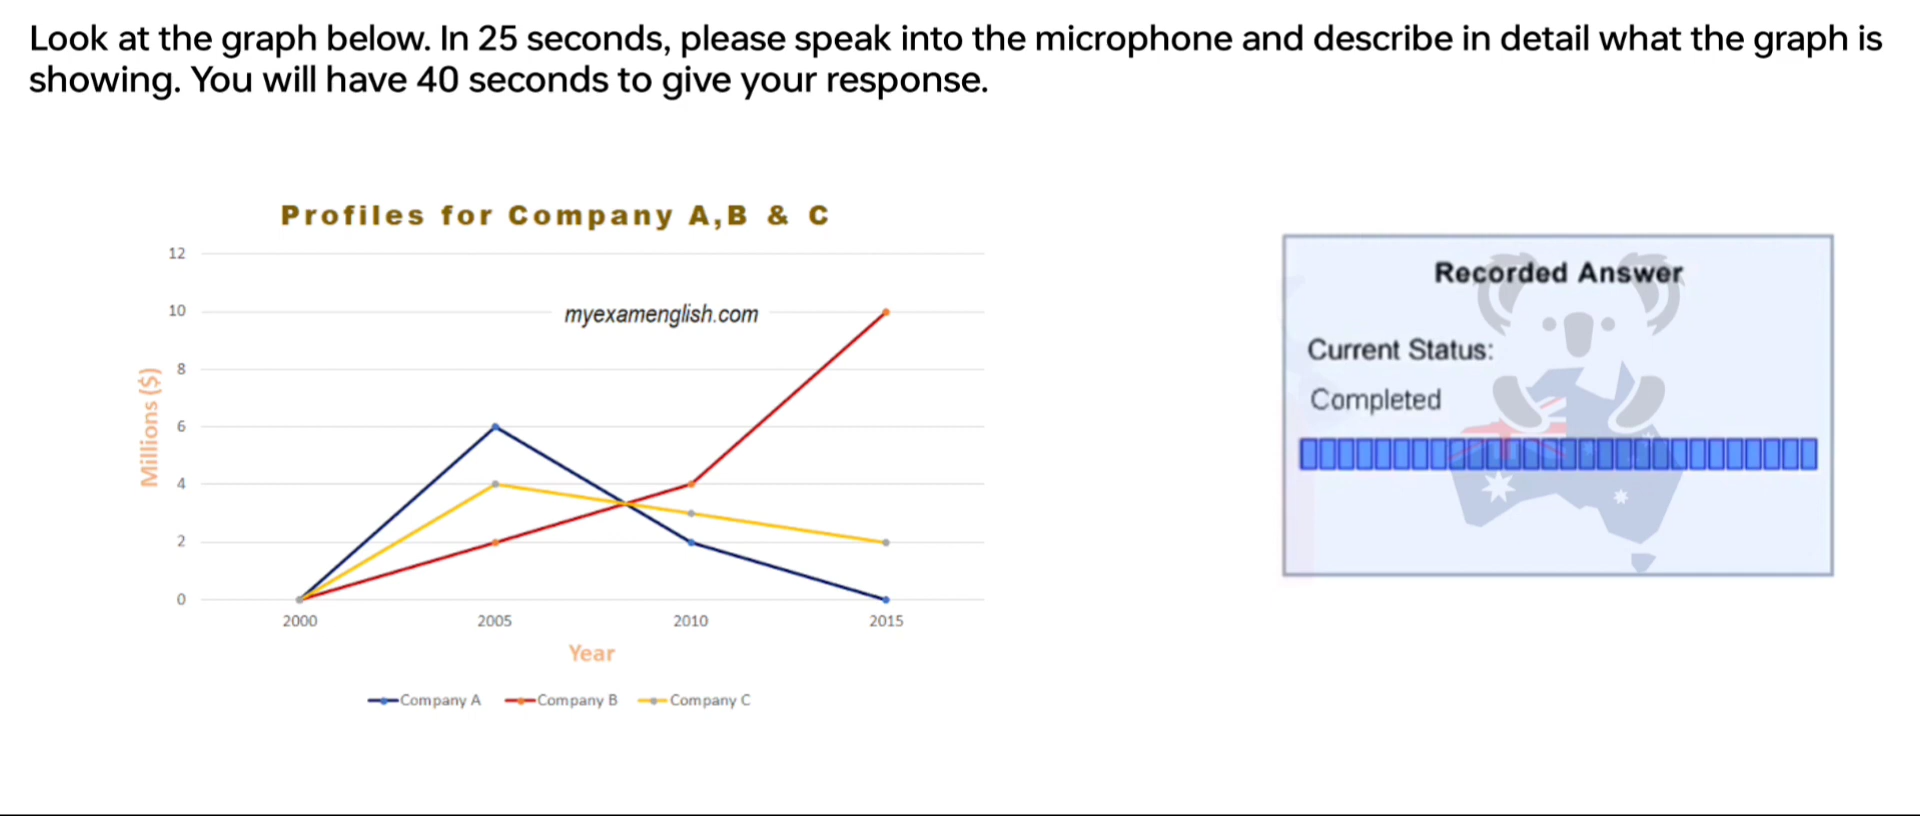 Look at the graph below. In 25 seconds, please speak into the microphone and describe in detail what the graph is
showing. You will have 40 seconds to give your response.
Profiles for Company A,B & C
12
10
8
6
4
2
0
Millions ($)
myexamenglish.com
2000 2005 2010 2015
Year
Company A Company B Company C
Recorded Answer
Current Status:
Completed